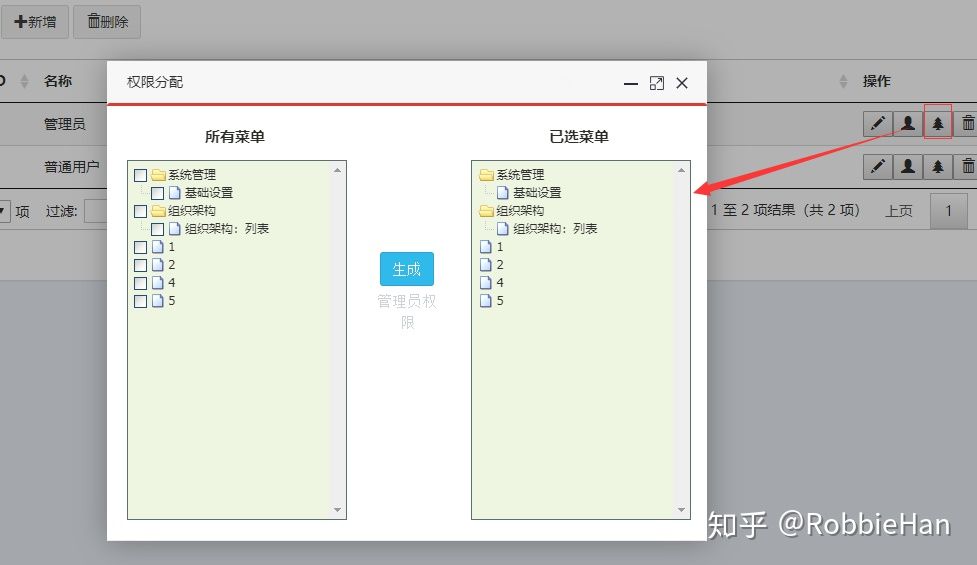 新增 删除
名称 操作
权限分配
管理员
普通用户
所有菜单
系统管理
基础设置
组织架构
组织架构：列表
1
2
4
5
生成
管理员权
限
已选菜单
系统管理
基础设置
组织架构
组织架构：列表
1
2
4
5
项 过滤:
1 至 2 项结果（共 2 项） 上页 1
知乎 @RobbieHan